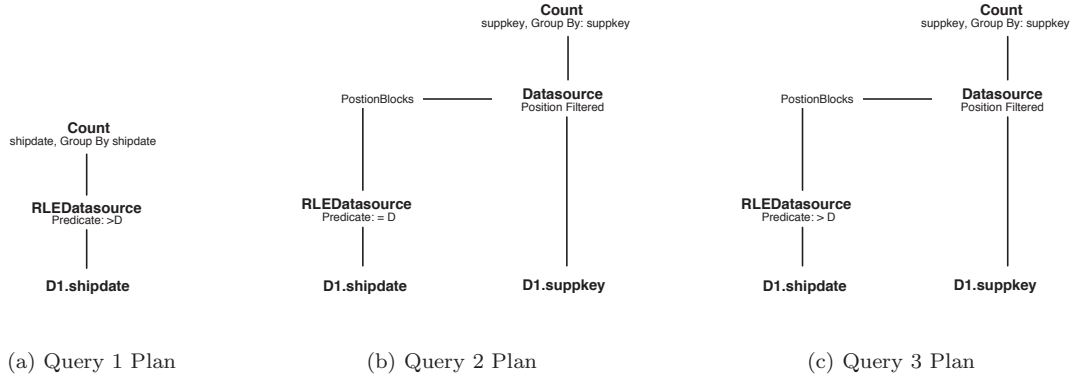 Count
shipdate, Group By shipdate
RLEDatasource
Predicate: >D
D1.shipdate
(a) Query 1 Plan
Count
suppkey, Group By: suppkey
PostionBlocks
Datasource
Position Filtered
RLEDatasource
Predicate: = D
D1.shipdate
D1.suppkey
(b) Query 2 Plan
Count
suppkey, Group By: suppkey
PostionBlocks
Datasource
Position Filtered
RLEDatasource
Predicate: > D
D1.shipdate
D1.suppkey
(c) Query 3 Plan